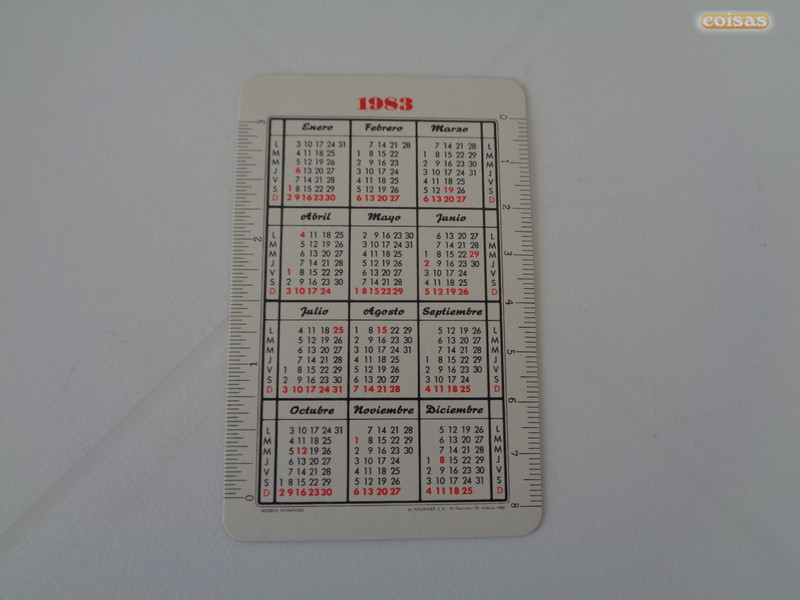 coisas
1983
Enero Febrero Marzo
L 3 10 17 24 31 7 14 21 28 7 14 21 28 L
M 4 11 18 25 1 8 15 22 1 8 15 22 29 M
M 5 12 19 26 2 9 16 23 2 9 16 23 30 M
J 6 13 20 27 3 10 17 24 3 10 17 24 31 J
V 7 14 21 28 4 11 18 25 4 11 18 25 V
S 1 8 15 22 29 5 12 19 26 5 12 19 26 S
D 2 9 16 23 30 6 13 20 27 6 13 20 27 D
Abril Mayo Junio
L 4 11 18 25 2 9 16 23 30 6 13 20 27 L
M 5 12 19 26 3 10 17 24 31 7 14 21 28 M
M 6 13 20 27 4 11 18 25 1 8 15 22 29 M
J 7 14 21 28 5 12 19 26 2 9 16 23 30 J
V 1 8 15 22 29 6 13 20 27 3 10 17 24 V
S 2 9 16 23 30 7 14 21 28 4 11 18 25 S
D 3 10 17 24 1 8 15 22 29 5 12 19 26 D
Julio Agosto Septiembre
L 4 11 18 25 1 8 15 22 29 5 12 19 26 L
M 5 12 19 26 2 9 16 23 30 6 13 20 27 M
M 6 13 20 27 3 10 17 24 31 7 14 21 28 M
J 7 14 21 28 4 11 18 25 1 8 15 22 29 J
V 1 8 15 22 29 5 12 19 26 2 9 16 23 30 V
S 2 9 16 23 30 6 13 20 27 3 10 17 24 S
D 3 10 17 24 31 7 14 21 28 4 11 18 25 D
Octubre Noviembre Diciembre
L 3 10 17 24 31 7 14 21 28 5 12 19 26 L
M 4 11 18 25 1 8 15 22 29 6 13 20 27 M
M 5 12 19 26 2 9 16 23 30 7 14 21 28 M
J 6 13 20 27 3 10 17 24 1 8 15 22 29 J
V 7 14 21 28 4 11 18 25 2 9 16 23 30 V
S 1 8 15 22 29 5 12 19 26 3 10 17 24 31 S
D 2 9 16 23 30 6 13 20 27 4 11 18 25 D
3 2 1 0
0 1 2 3 4 5 6 7 8
MODELO PATENTADO FOURNIER, S.A. Vitoria, 1982